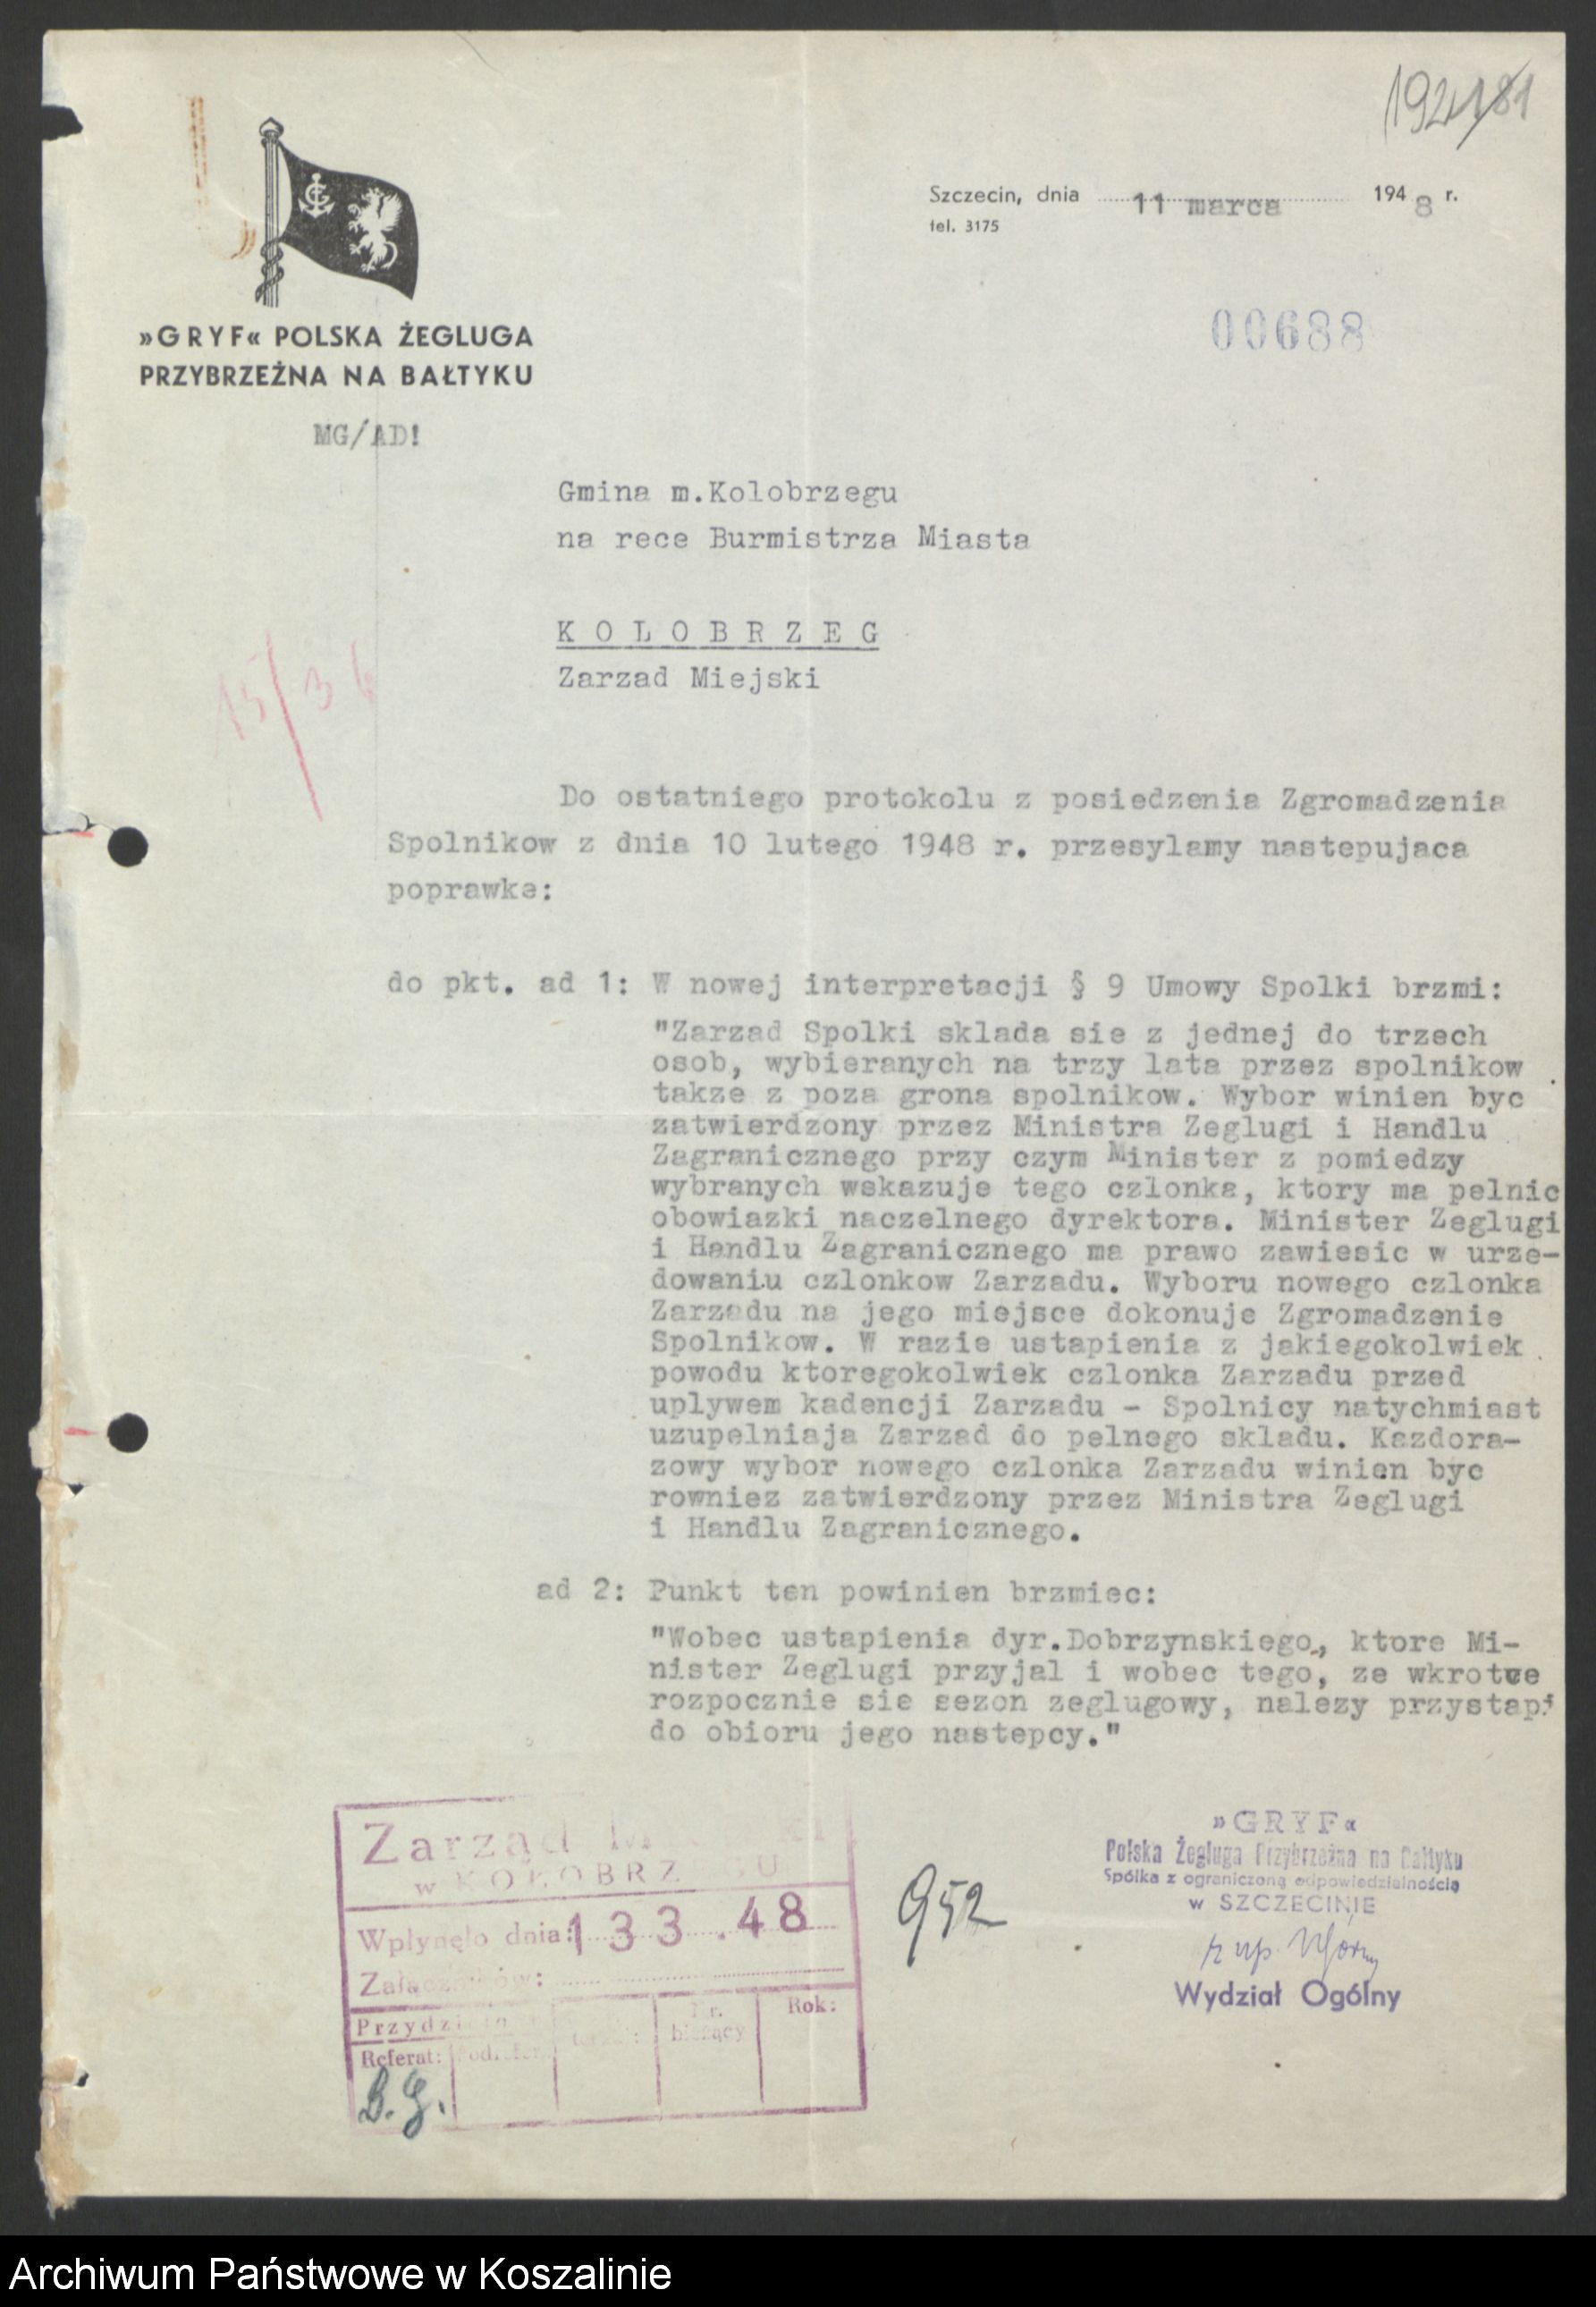 Szczecin, dnia 11 marca 1948 r.
tel. 3175
00688
»GRYF« POLSKA ŻEGLUGA
PRZYBRZEŻNA NA BAŁTYKU
MG/AD!
Gmina m.Kolobrzegu
na rece Burmistrza Miasta
KOLOBRZEG
Zarzad Miejski
15/3
Do ostatniego protokolu z posiedzenia Zgromadzenia
Spolnikow z dnia 10 lutego 1948 r. przesylamy nastepujaca
poprawke:
do pkt. ad 1: W nowej interpretacji § 9 Umowy Spolki brzmi:
"Zarzad Spolki sklada sie z jednej do trzech
osob, wybieranych na trzy lata przez spolnikow
takze z poza grona spolnikow. Wybor winien byc
zatwierdzony przez Ministra Zeglugi i Handlu
Zagranicznego przy czym Minister z pomiedzy
wybranych wskazuje tego czlonka, ktory ma pelnic
obowiazki naczelnego dyrektora. Minister Zeglugi
i Handlu Zagranicznego ma prawo zawiesic w urze-
dowaniu czlonkow Zarzadu. Wyboru nowego czlonka
Zarzadu na jego miejsce dokonuje Zgromadzenie
Spolnikow. W razie ustapienia z jakiegokolwiek
powodu ktoregokolwiek czlonka Zarzadu przed
uplywem kadencji Zarzadu - Spolnicy natychmiast
uzupelniaja Zarzad do pelnego skladu. Kazdora-
zowy wybor nowego czlonka Zarzadu winien byc
rowniez zatwierdzony przez Ministra Zeglugi
i Handlu Zagranicznego.
ad 2: Punkt ten powinien brzmiec:
"Wobec ustapienia dyr.Dobrzynskiego, ktore Mi-
nister Zeglugi przyjal i wobec tego, ze wkrotce
rozpocznie sie sezon zeglugowy, nalezy przystapi
do obioru jego nastepcy."
Zarząd
w KOŁOBRZEGU
Wpłynęło dnia: 133.48
Załączników:
Przydzielono
Referat:
Nr.
bieżący
Rok:
B.G.
952
»GRYF«
Polska Żegluga Przybrzeżna na Bałtyku
Spółka z ograniczoną odpowiedzialnością
w SZCZECINIE
Wydział Ogólny
Archiwum Państwowe w Koszalinie